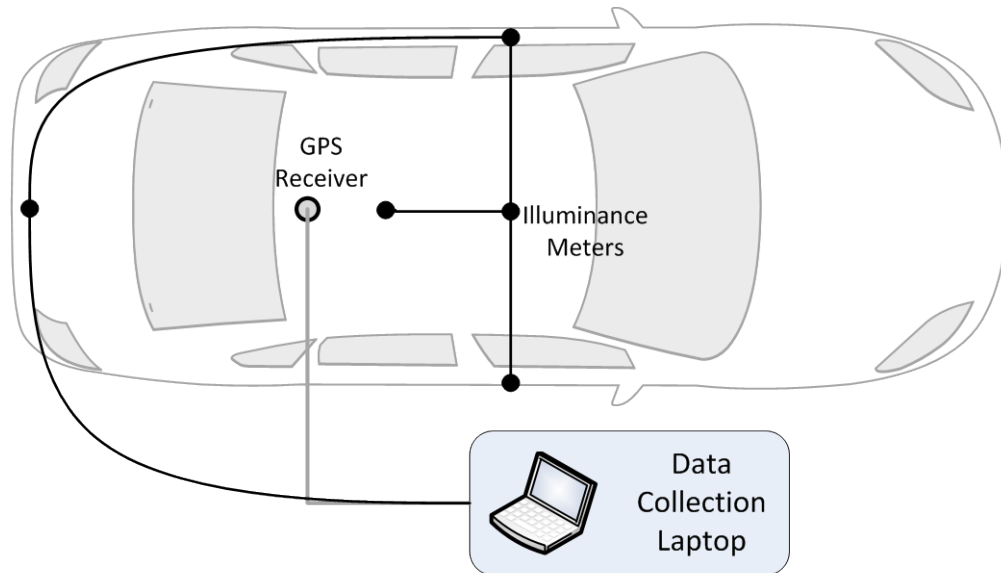 GPS
Receiver
Illuminance
Meters
Data
Collection
Laptop